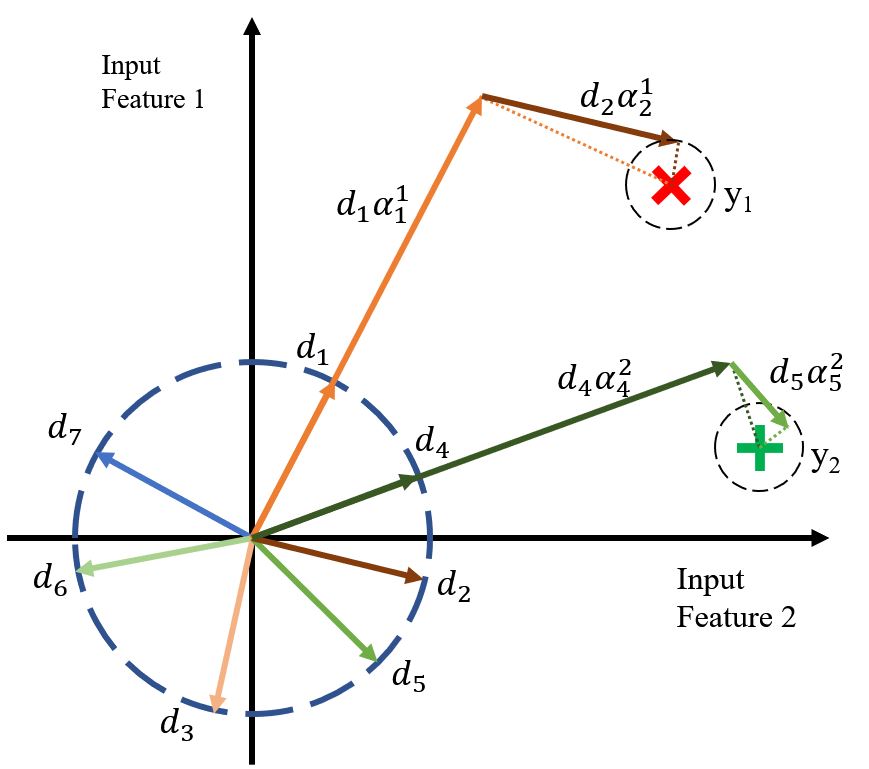 Input
Feature 1
d₂α₂¹
y₁
d₁α₁¹
d₁
d₄α₄²
d₅α₅²
d₇
d₄
y₂
d₆
d₂
Input
Feature 2
d₅
d₃